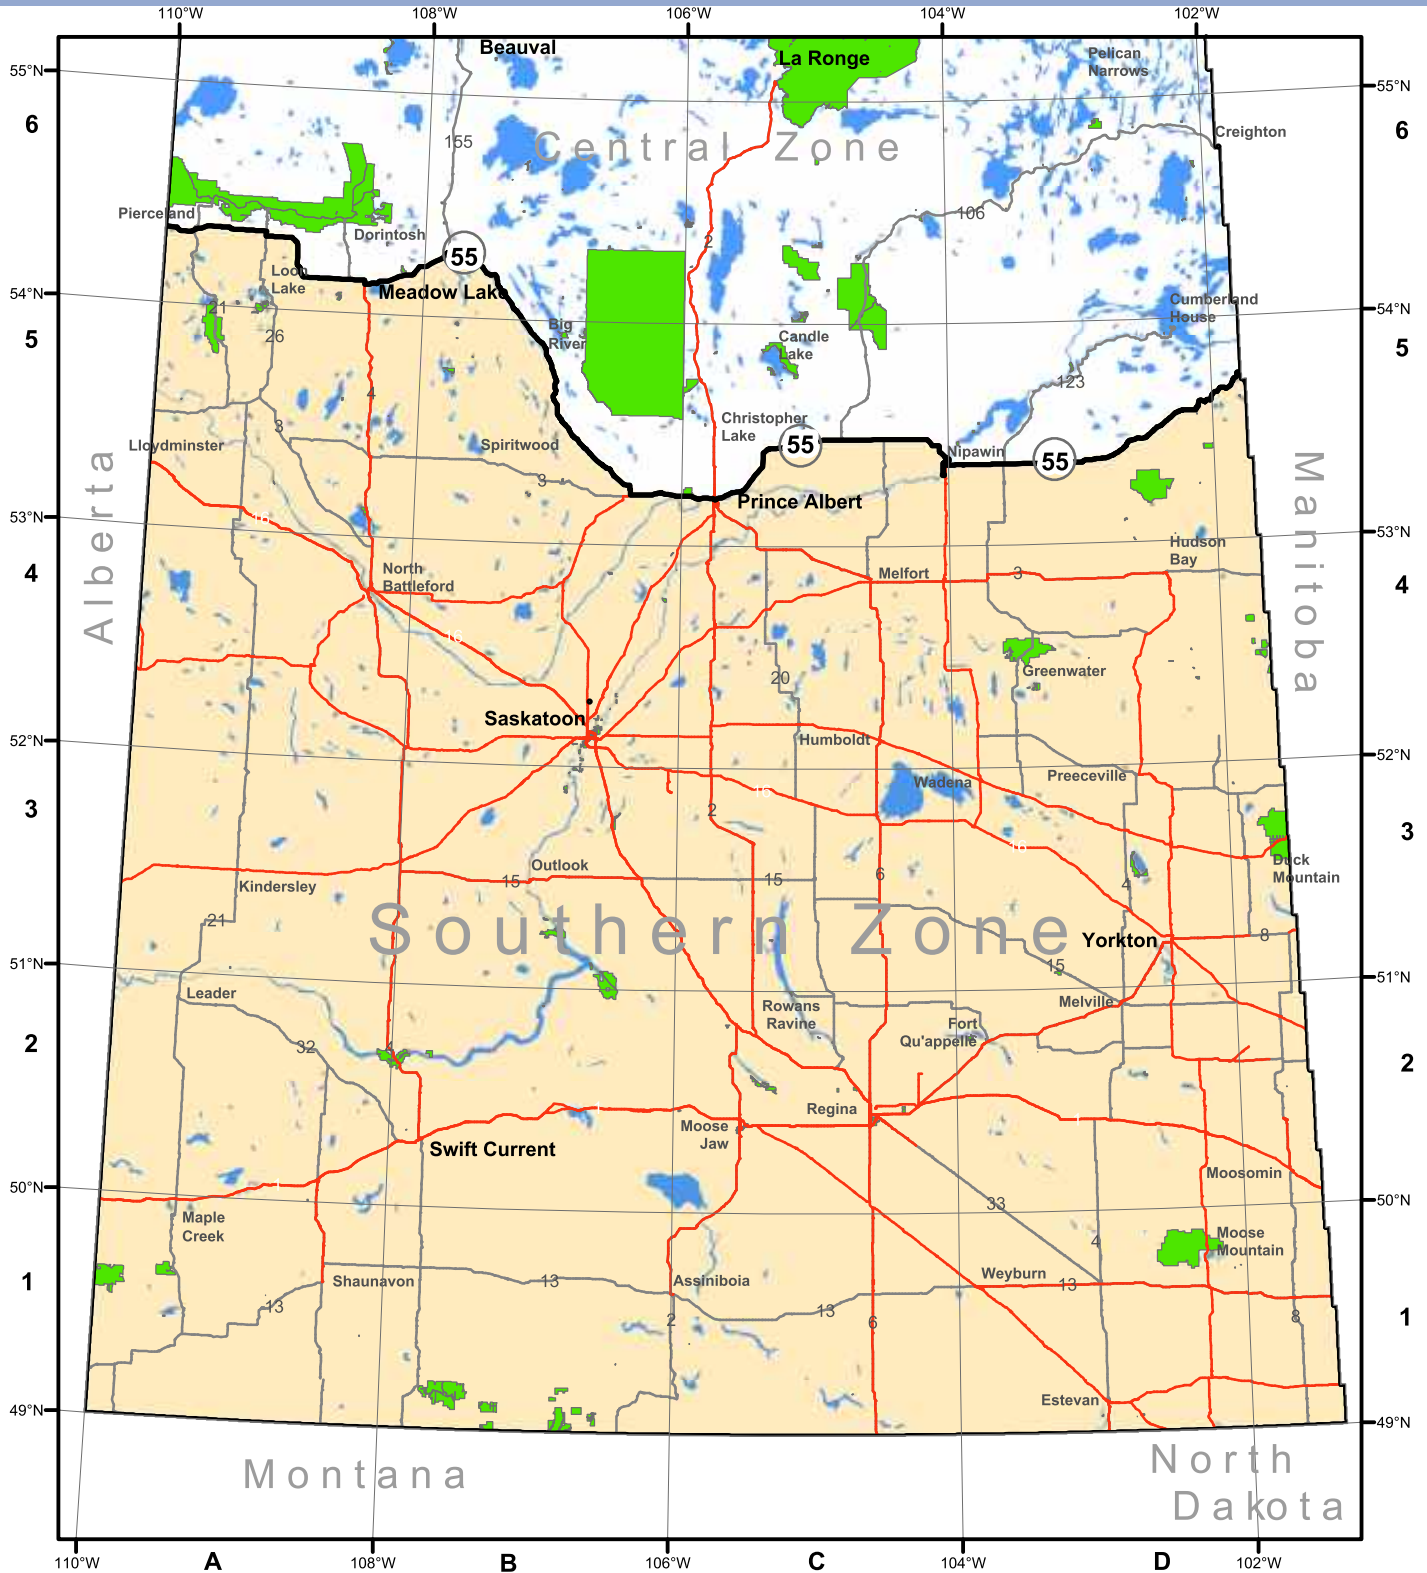 110°W 108°W 106°W 104°W 102°W
Beauval
La Ronge
Pelican
Narrows
55°N
55°N
6
6
Creighton
155
Central Zone
Pierceland
106
Dorintosh
2
55
Loon
Lake
Meadow Lake
54°N
54°N
21
Cumberland
House
Big
River
26
Candle
Lake
5
5
123
4
3
Christopher
Lake
Lloydminster
Spiritwood
55
Nipawin
55
Alberta
Manitoba
3
Prince Albert
53°N
16
53°N
Hudson
Bay
North
Battleford
4
Melfort
3
4
16
Greenwater
20
Saskatoon
52°N
Humboldt
52°N
Preeceville
Wadena
16
3
2
3
16
Outlook
Duck
Mountain
Kindersley
15
15
6
4
21
Southern Zone
Yorkton
8
51°N
15
51°N
Leader
Melville
Rowans
Ravine
Fort
Qu'appelle
2
32
2
Regina
1
1
Moose
Jaw
Swift Current
Moosomin
50°N
1
50°N
33
Maple
Creek
4
Moose
Mountain
1
Shaunavon
13
Assiniboia
Weyburn
13
13
13
2
6
8
1
Estevan
49°N
49°N
Montana
North
Dakota
110°W A 108°W B 106°W C 104°W D 102°W